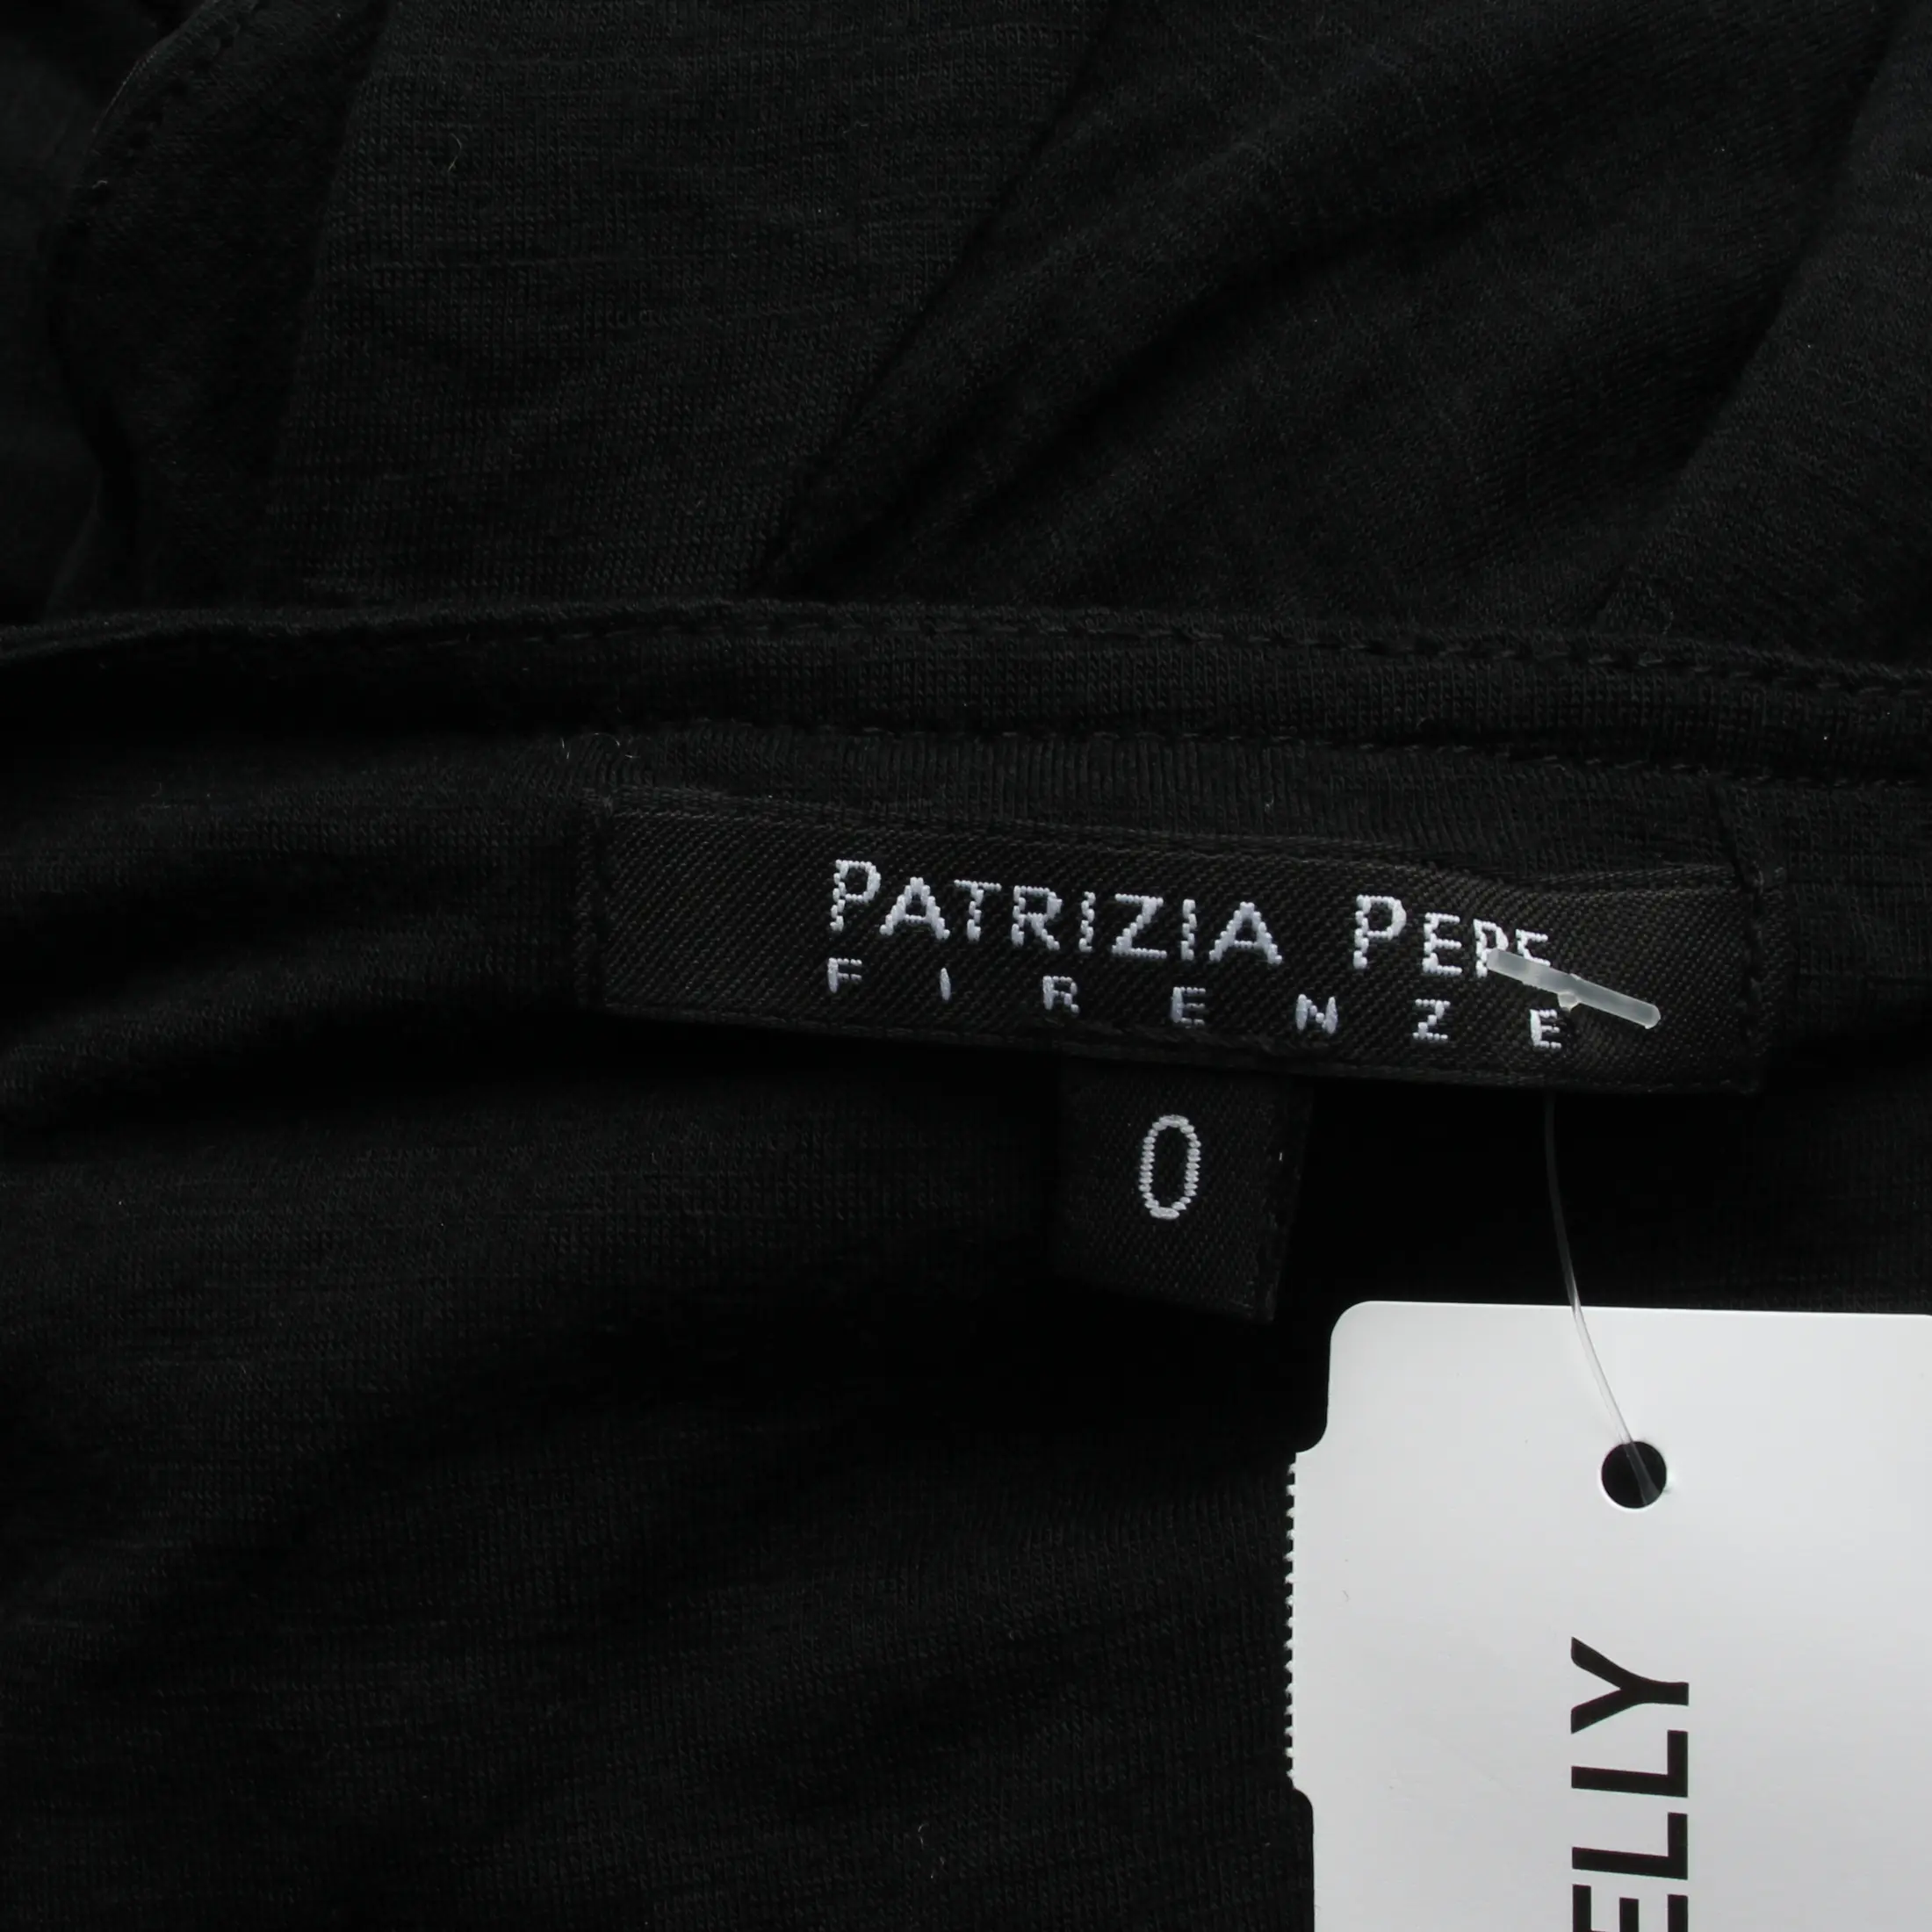 PATRIZIA PEPE
FIRENZE
0
ELLY